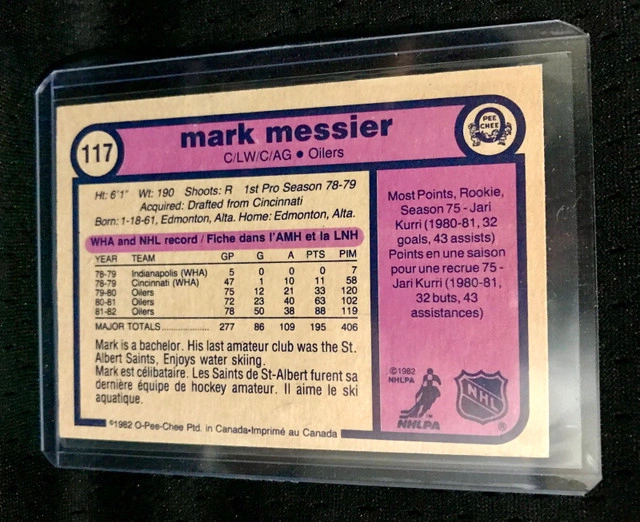 117
mark messier
C/LW/C/AG • Oilers
O PEE CHEE
Ht: 6'1" Wt: 190 Shoots: R 1st Pro Season 78-79
Acquired: Drafted from Cincinnati
Born: 1-18-61, Edmonton, Alta. Home: Edmonton, Alta.
WHA and NHL record / Fiche dans l'AMH et la LNH
YEAR TEAM GP G A PTS PIM
78-79 Indianapolis (WHA) 5 0 0 0 7
78-79 Cincinnati (WHA) 47 1 10 11 58
79-80 Oilers 75 12 21 33 120
80-81 Oilers 72 23 40 63 102
81-82 Oilers 78 50 38 88 119
MAJOR TOTALS.................... 277 86 109 195 406
Mark is a bachelor. His last amateur club was the St.
Albert Saints, Enjoys water skiing.
Mark est célibataire. Les Saints de St-Albert furent sa
dernière équipe de hockey amateur. Il aime le ski
aquatique.
©1982 O-Pee-Chee Ptd. in Canada•Imprimé au Canada
Most Points, Rookie,
Season 75 - Jari
Kurri (1980-81, 32
goals, 43 assists)
Points en une saison
pour une recrue 75 -
Jari Kurri (1980-81,
32 buts, 43
assistances)
©1982
NHLPA
TM
NHLPA
NHL
®